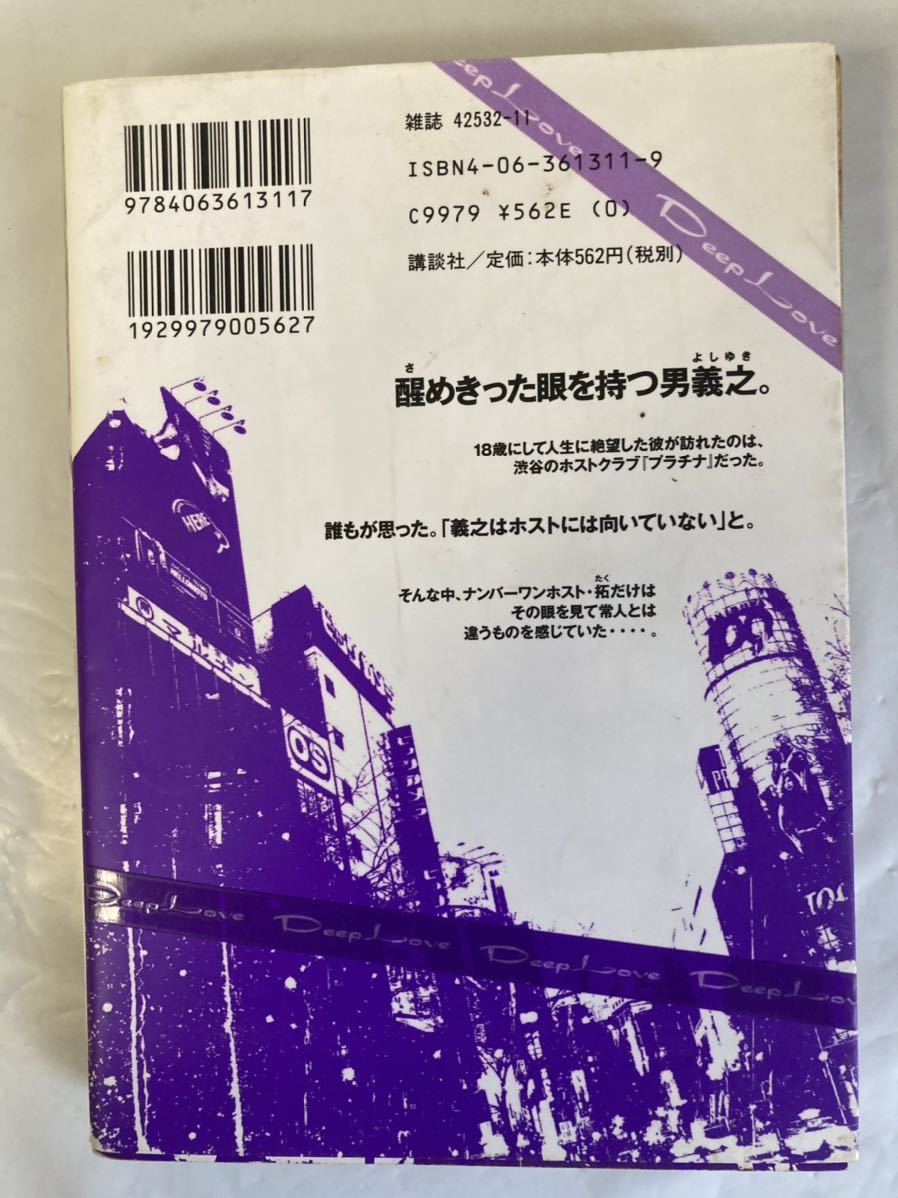 9784063613117
1929979005627
雑誌 42532-11
ISBN4-06-361311-9
C9979 ¥562E (0)
講談社/定価:本体562円(税別)
Deep Love
Deep Love
醒めきった眼を持つ男義之。
さ
よしゆき
18歳にして人生に絶望した彼が訪れたのは、
渋谷のホストクラブ『プラチナ』だった。
誰もが思った。「義之はホストには向いていない」と。
そんな中、ナンバーワンホスト・拓だけは
たく
その眼を見て常人とは
違うものを感じていた・・・・。
HERE
OS
109
Deep Love
Deep Love
Deep Love
Deep Love